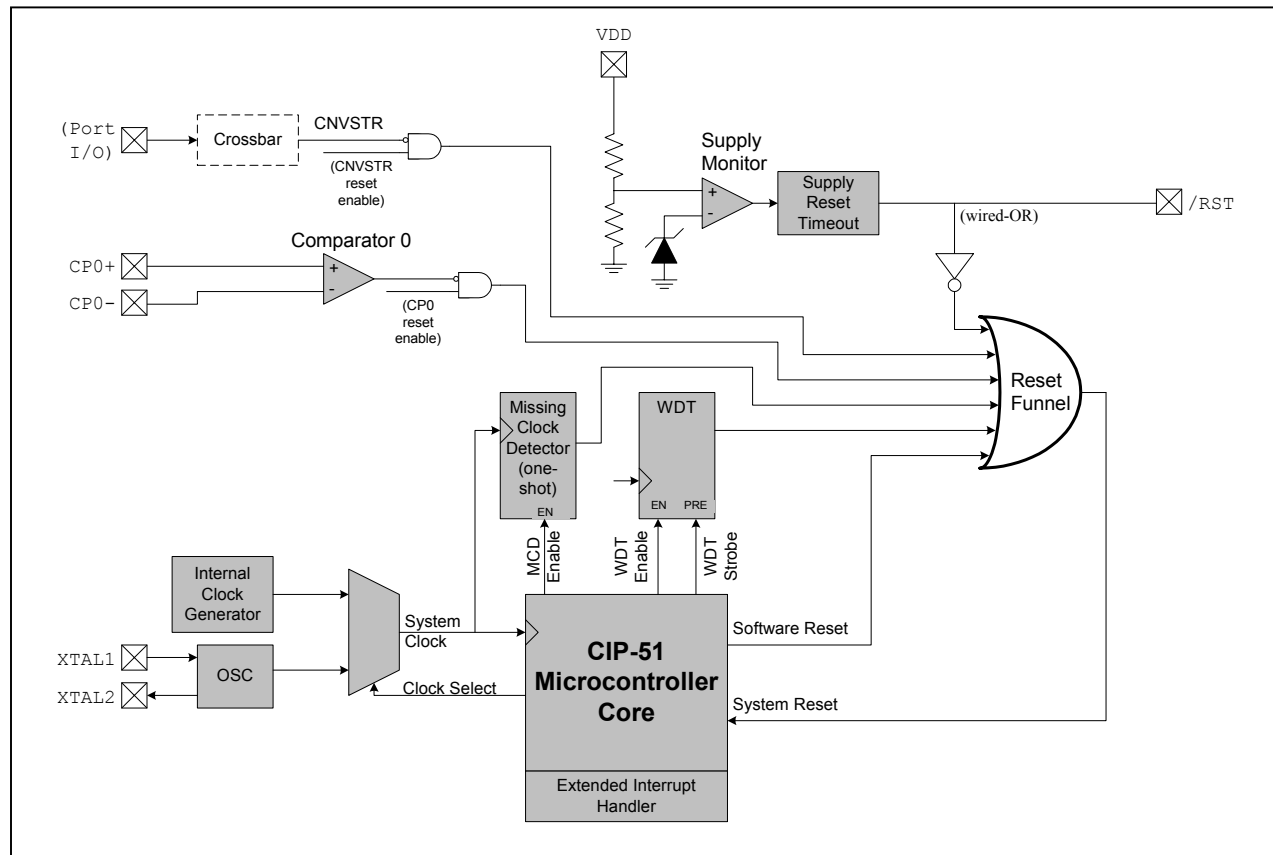 VDD
(Port
I/O)
Crossbar
CNVSTR
(CNVSTR
reset
enable)
Supply
Monitor
+
-
Supply
Reset
Timeout
(wired-OR)
/RST
Comparator 0
CP0+
CP0-
+
-
(CP0
reset
enable)
Reset
Funnel
Missing
Clock
Detector
(one-
shot)
EN
WDT
EN
PRE
MCD
Enable
WDT
Enable
WDT
Strobe
Internal
Clock
Generator
System
Clock
XTAL1
XTAL2
OSC
Clock Select
CIP-51
Microcontroller
Core
Software Reset
System Reset
Extended Interrupt
Handler